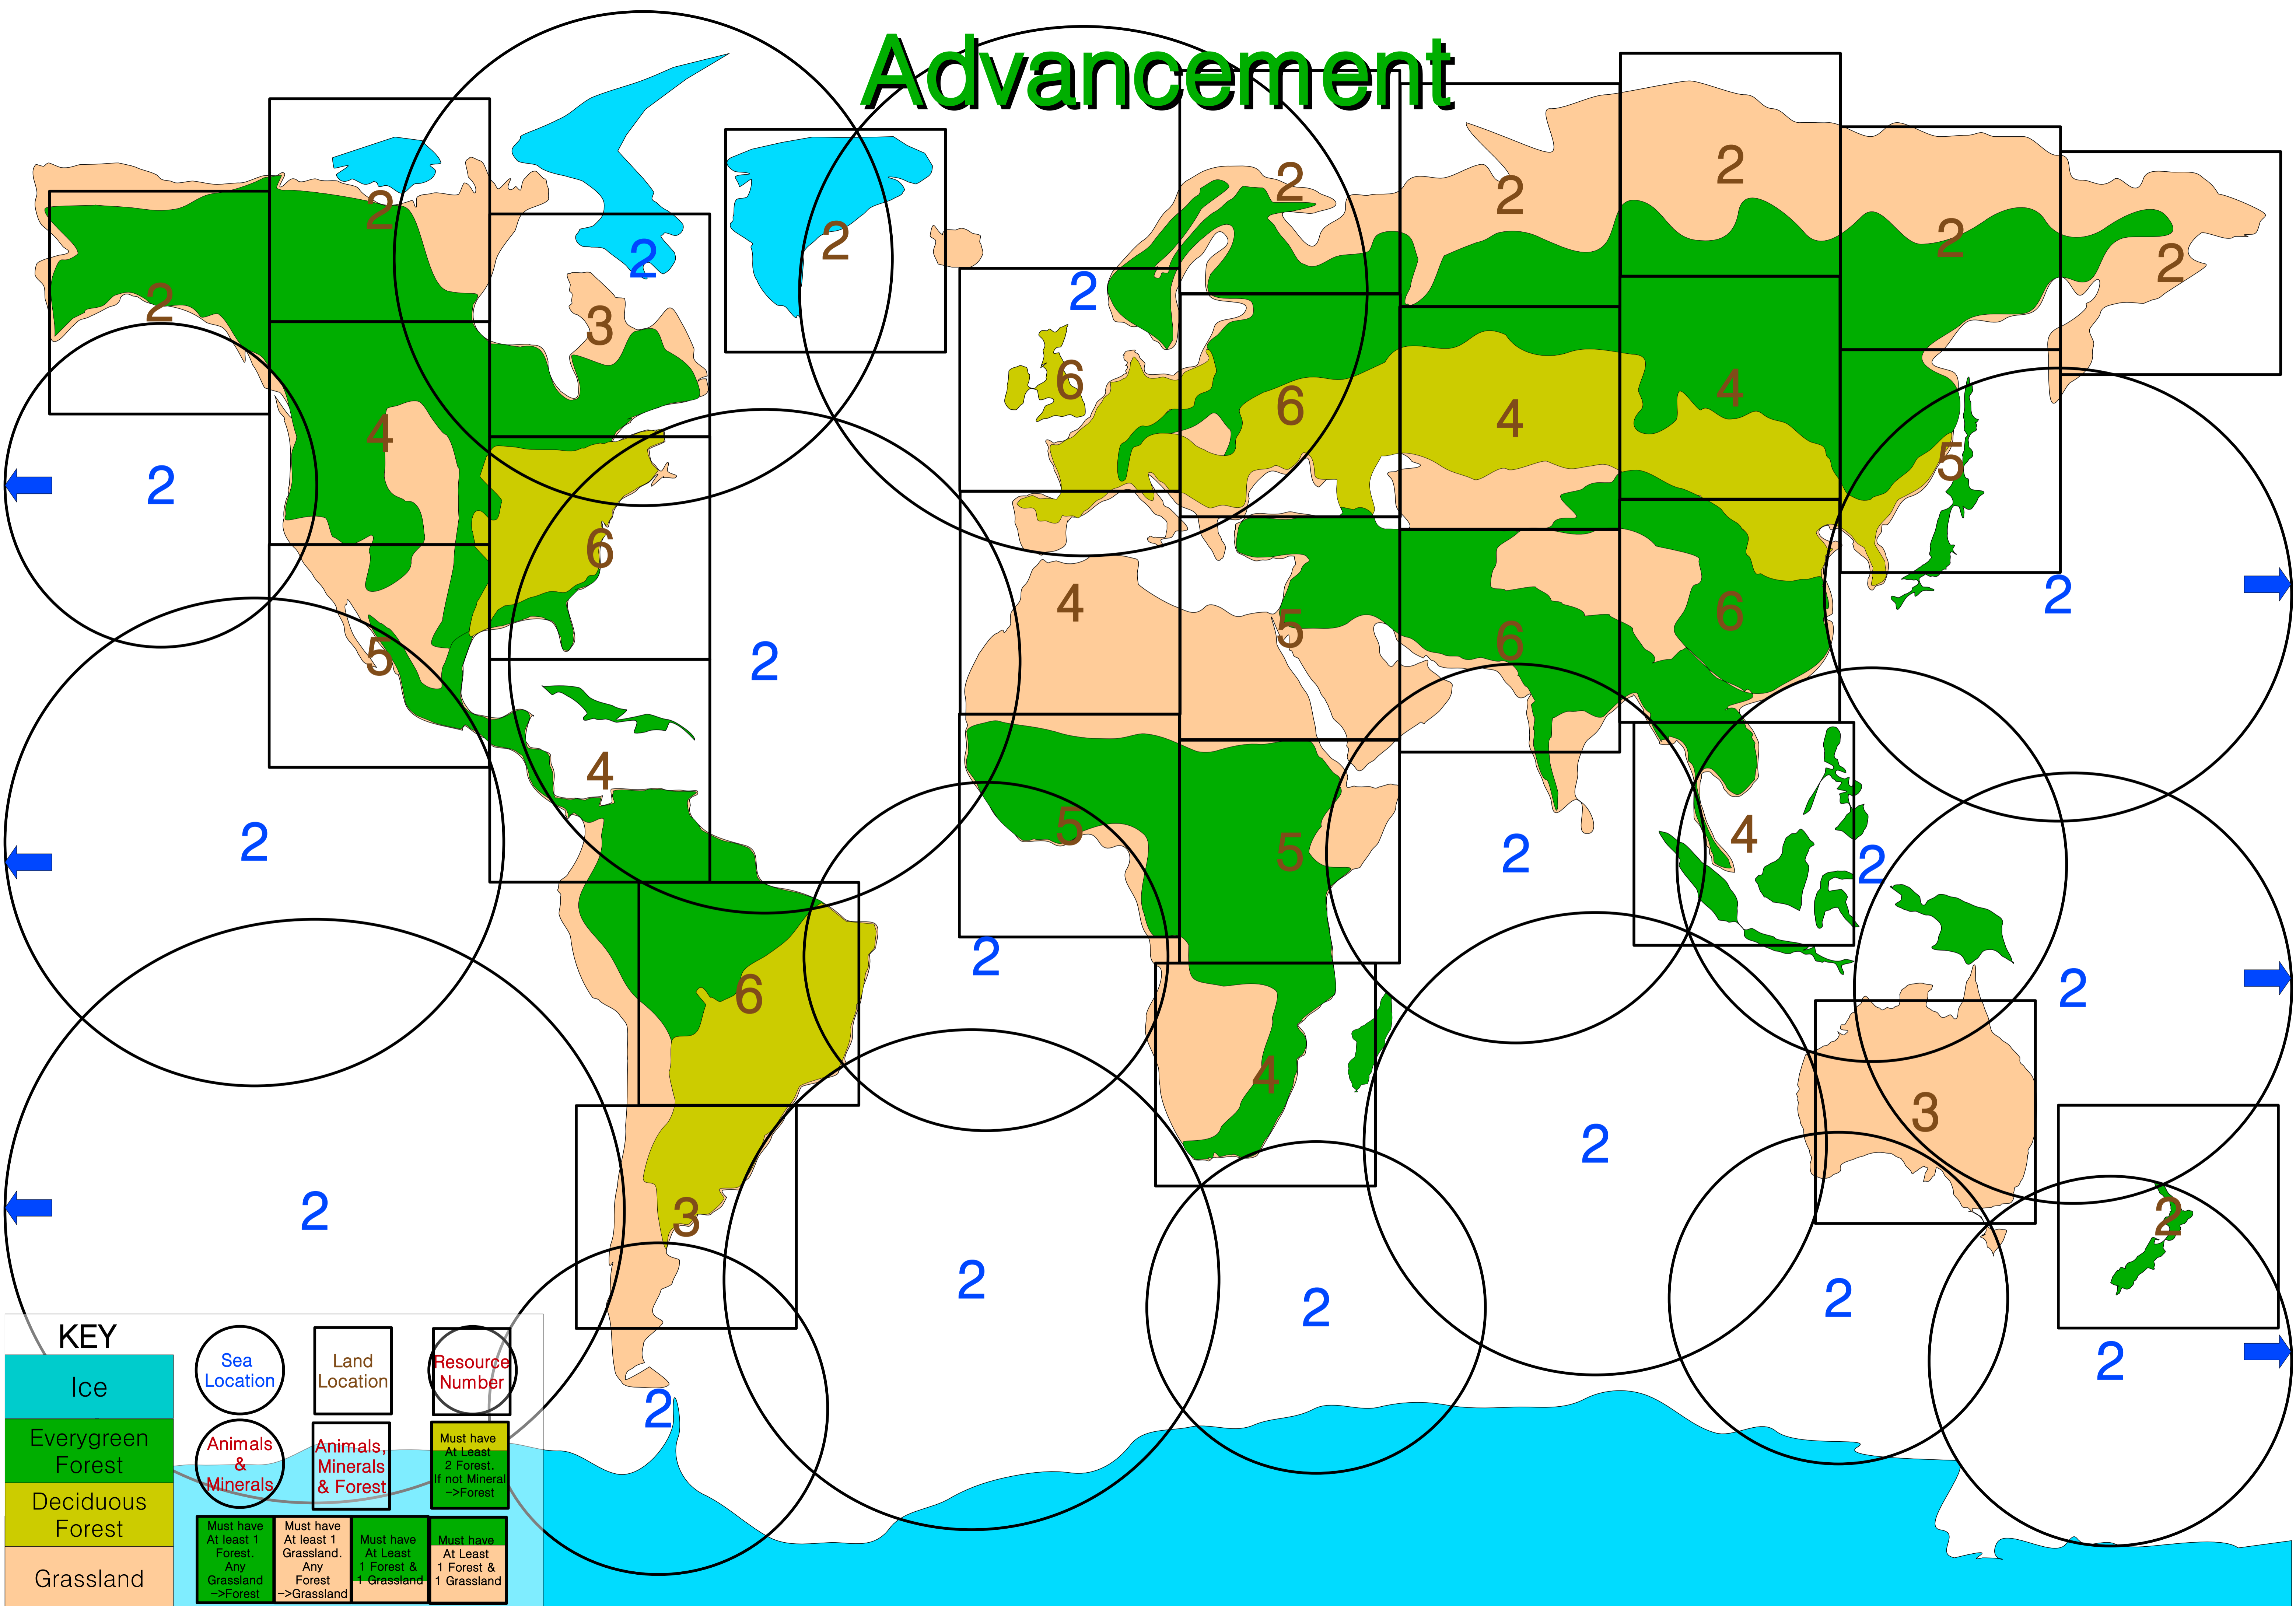 Advancement
2
2
2
2
2
2
2
2
2
2
2
3
2
6
6
4
4
4
5
2
6
4
5
2
5
6
6
2
2
4
5
5
4
2
2
2
6
2
2
4
3
2
2
3
2
2
2
2
2
2
KEY
Ice
Everygreen
Forest
Deciduous
Forest
Grassland
Sea
Location
Land
Location
Resource
Number
Animals
&
Minerals
Animals,
Minerals
& Forest
Must have
At Least
2 Forest.
If not Mineral
->Forest
Must have
At least 1
Forest.
Any
Grassland
->Forest
Must have
At least 1
Grassland.
Any
Forest
->Grassland
Must have
At Least
1 Forest &
1 Grassland
Must have
At Least
1 Forest &
1 Grassland